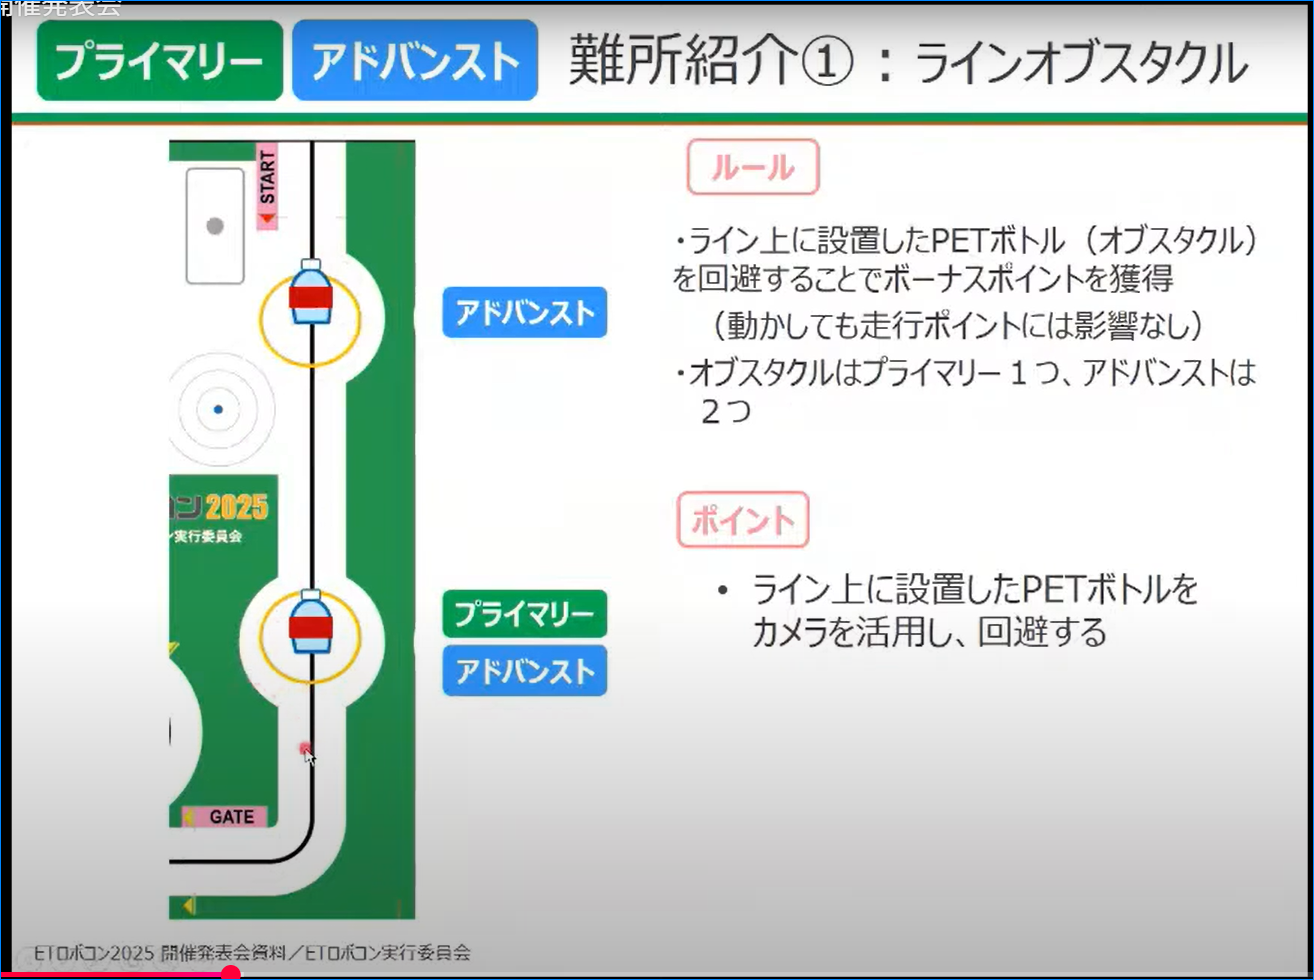 開催発表会
プライマリー
アドバンスト
難所紹介①：ラインオブスタクル
START
アドバンスト
コン2025
実行委員会
プライマリー
アドバンスト
GATE
ルール
・ライン上に設置したPETボトル（オブスタクル）
を回避することでボーナスポイントを獲得
（動かしても走行ポイントには影響なし）
・オブスタクルはプライマリー１つ、アドバンストは
２つ
ポイント
• ライン上に設置したPETボトルを
カメラを活用し、回避する
ETロボコン2025 開催発表会資料／ETロボコン実行委員会